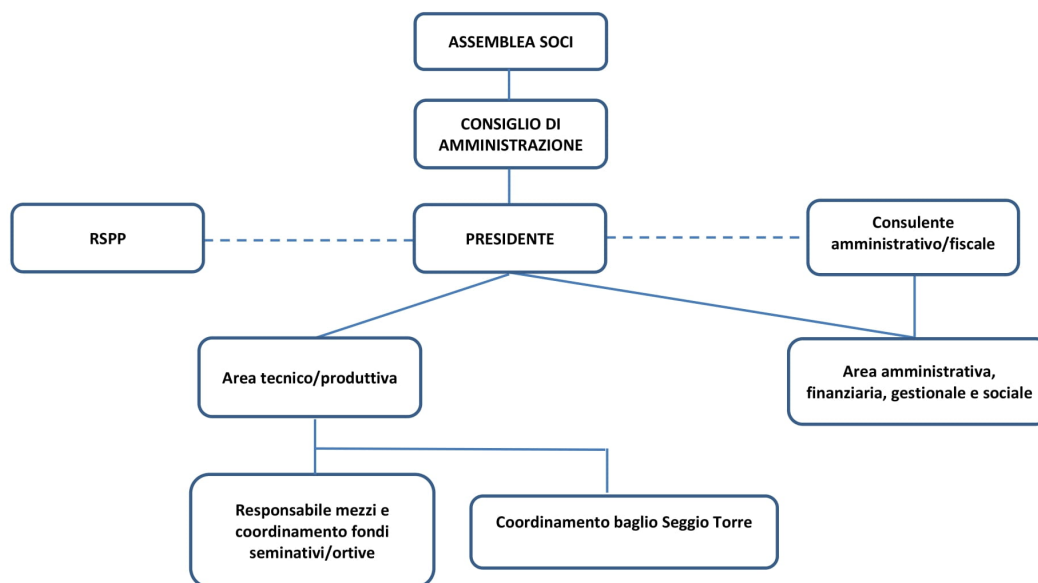 ASSEMBLEA SOCI
CONSIGLIO DI
AMMINISTRAZIONE
RSPP
PRESIDENTE
Consulente
amministrativo/fiscale
Area tecnico/produttiva
Area amministrativa,
finanziaria, gestionale e sociale
Responsabile mezzi e
coordinamento fondi
seminativi/ortive
Coordinamento baglio Seggio Torre